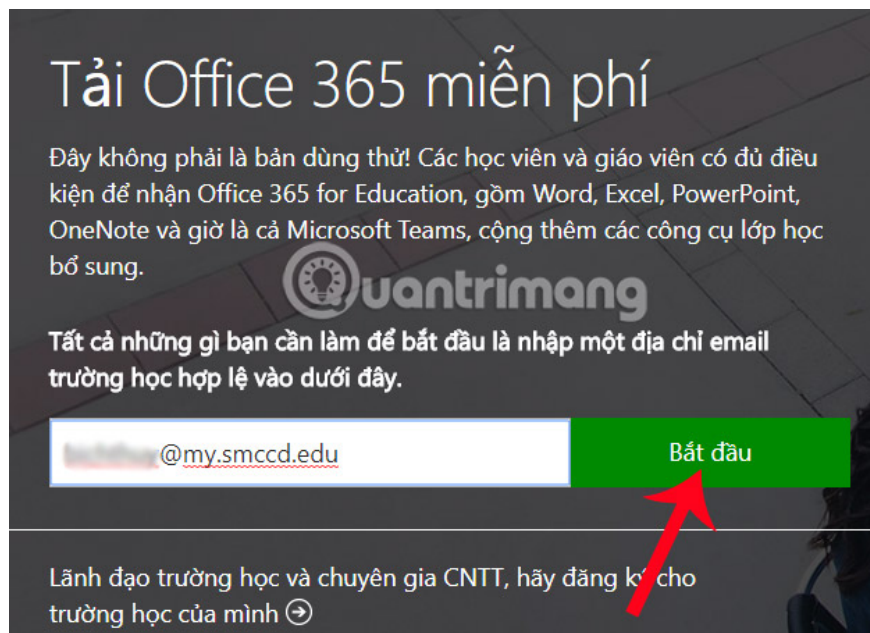 Tải Office 365 miễn phí
Đây không phải là bản dùng thử! Các học viên và giáo viên có đủ điều
kiện để nhận Office 365 for Education, gồm Word, Excel, PowerPoint,
OneNote và giờ là cả Microsoft Teams, cộng thêm các công cụ lớp học
bổ sung.
Quantrimang
Tất cả những gì bạn cần làm để bắt đầu là nhập một địa chỉ email
trường học hợp lệ vào dưới đây.
@my.smccd.edu
Bắt đầu
Lãnh đạo trường học và chuyên gia CNTT, hãy đăng ký cho
trường học của mình